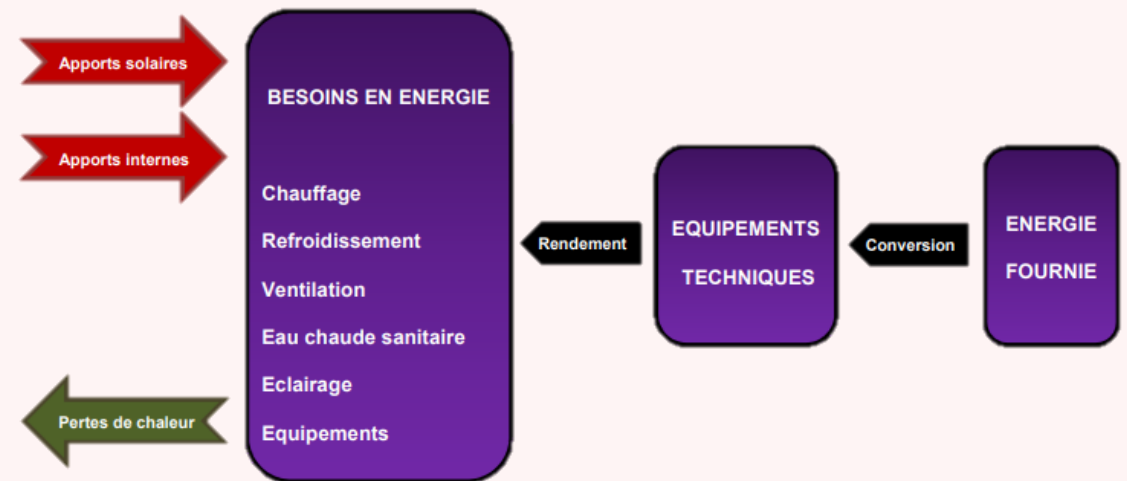 Apports solaires
Apports internes
Pertes de chaleur
BESOINS EN ENERGIE
Chauffage
Refroidissement
Ventilation
Eau chaude sanitaire
Eclairage
Equipements
Rendement
EQUIPEMENTS
TECHNIQUES
Conversion
ENERGIE
FOURNIE